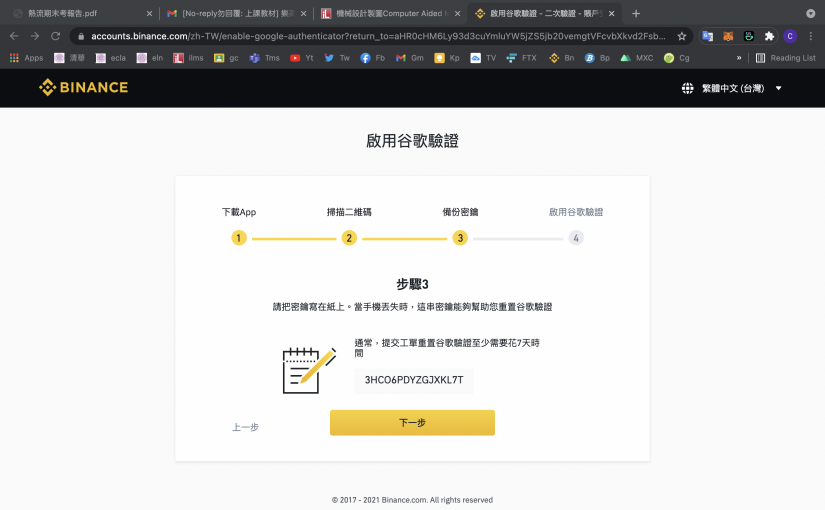 熱流期末考報告.pdf
[No-reply勿回覆: 上課教材]
機械設計製圖Computer Aided
啟用谷歌驗證 - 二次驗證 - 賬戶
accounts.binance.com/zh-TW/enable-google-authenticator?return_to=aHR0cHM6Ly93d3cuYmluYW5jZS5jb20vemgtVFcvbXkvd2Fsb...
Apps 清華 ecla eln ilms gc Tms Yt Tw Fb Gm Kp TV FTX Bn Bp MXC Cg » Reading List
BINANCE
繁體中文 (台灣)
啟用谷歌驗證
下載App 掃描二維碼 備份密鑰 啟用谷歌驗證
1 2 3 4
步驟3
請把密鑰寫在紙上。當手機丟失時，這串密鑰能夠幫助您重置谷歌驗證
通常，提交工單重置谷歌驗證至少需要花7天時
間
3HCO6PDYZGJXKL7T
上一步
下一步
© 2017 - 2021 Binance.com. All rights reserved